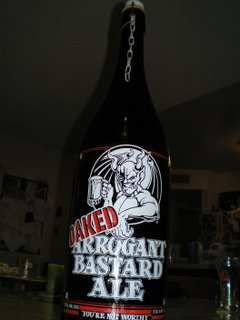 OAKED
ARROGANT
BASTARD
ALE
"YOU'RE NOT WORTHY"